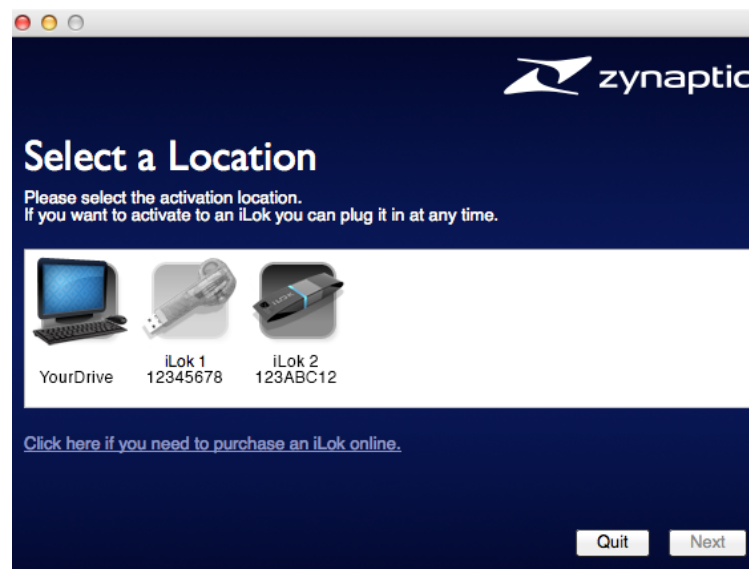 zynaptic
Select a Location
Please select the activation location.
If you want to activate to an iLok you can plug it in at any time.
YourDrive
iLok 1
12345678
iLok 2
123ABC12
Click here if you need to purchase an iLok online.
Quit
Next